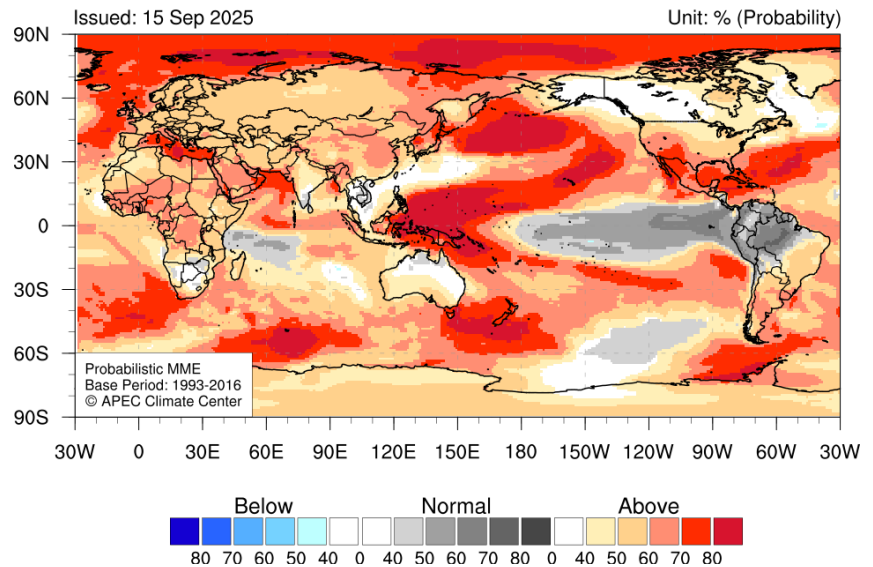 Issued: 15 Sep 2025 Unit: % (Probability)
90N
60N
30N
0
30S
60S
90S
Probabilistic MME
Base Period: 1993-2016
© APEC Climate Center
30W 0 30E 60E 90E 120E 150E 180 150W 120W 90W 60W 30W
Below Normal Above
80 70 60 50 40 0 40 50 60 70 80 0 40 50 60 70 80